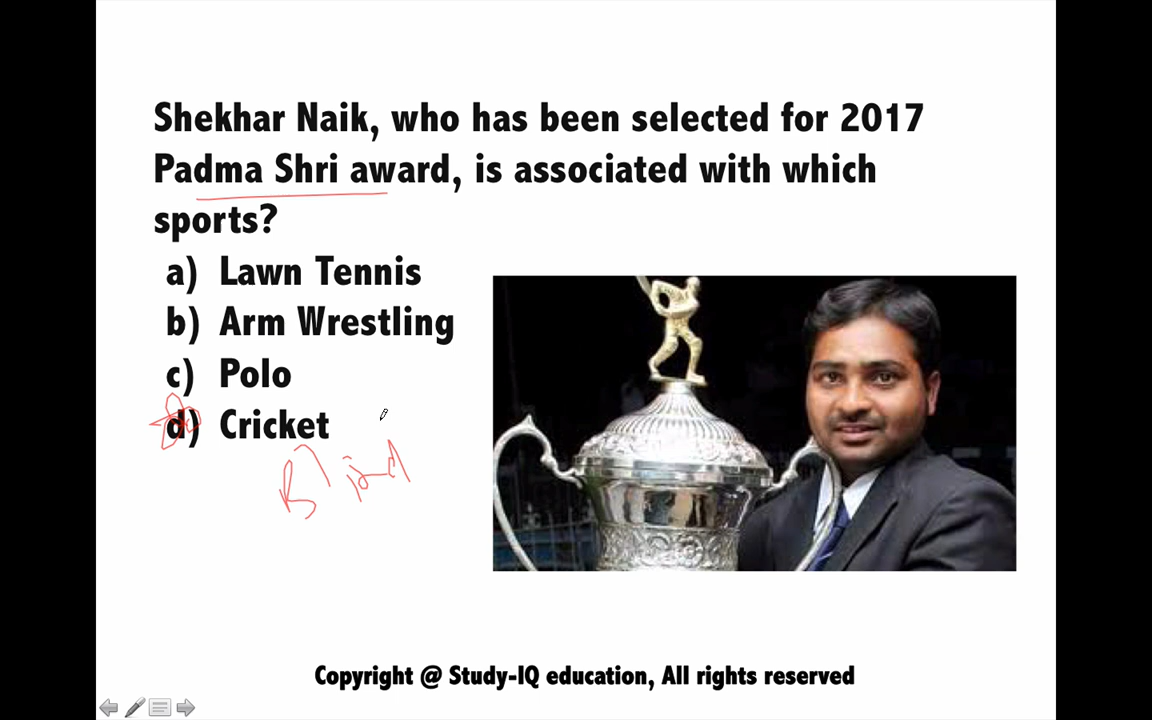 Shekhar Naik, who has been selected for 2017
Padma Shri award, is associated with which
sports?
a) Lawn Tennis
b) Arm Wrestling
c) Polo
d) Cricket
Blind
Copyright @ Study-IQ education, All rights reserved